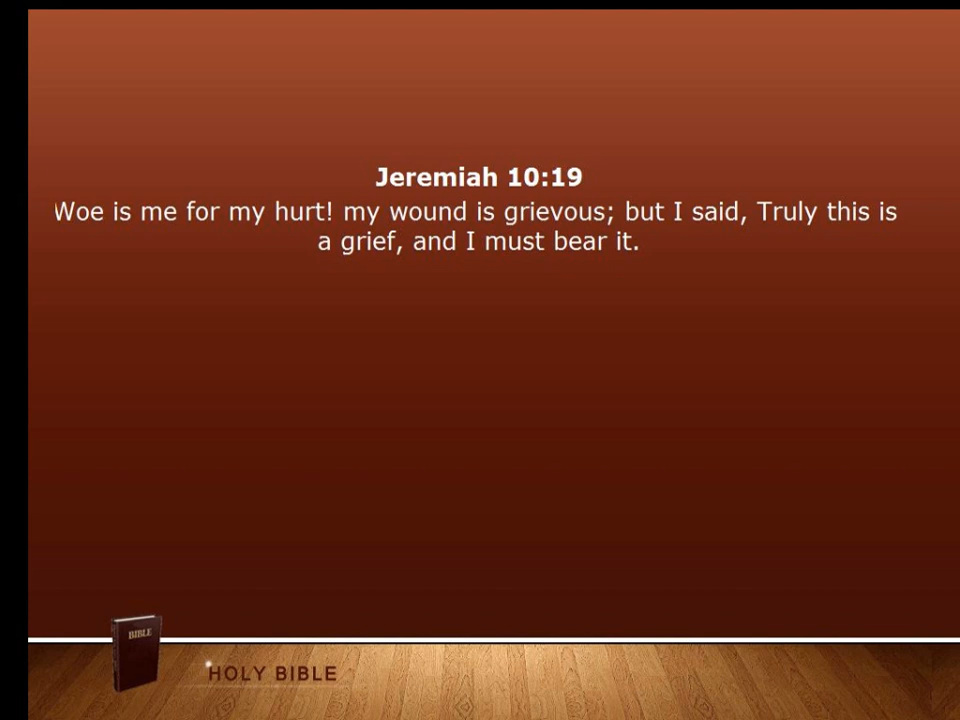 Jeremiah 10:19
Woe is me for my hurt! my wound is grievous; but I said, Truly this is
a grief, and I must bear it.
BIBLE
HOLY BIBLE